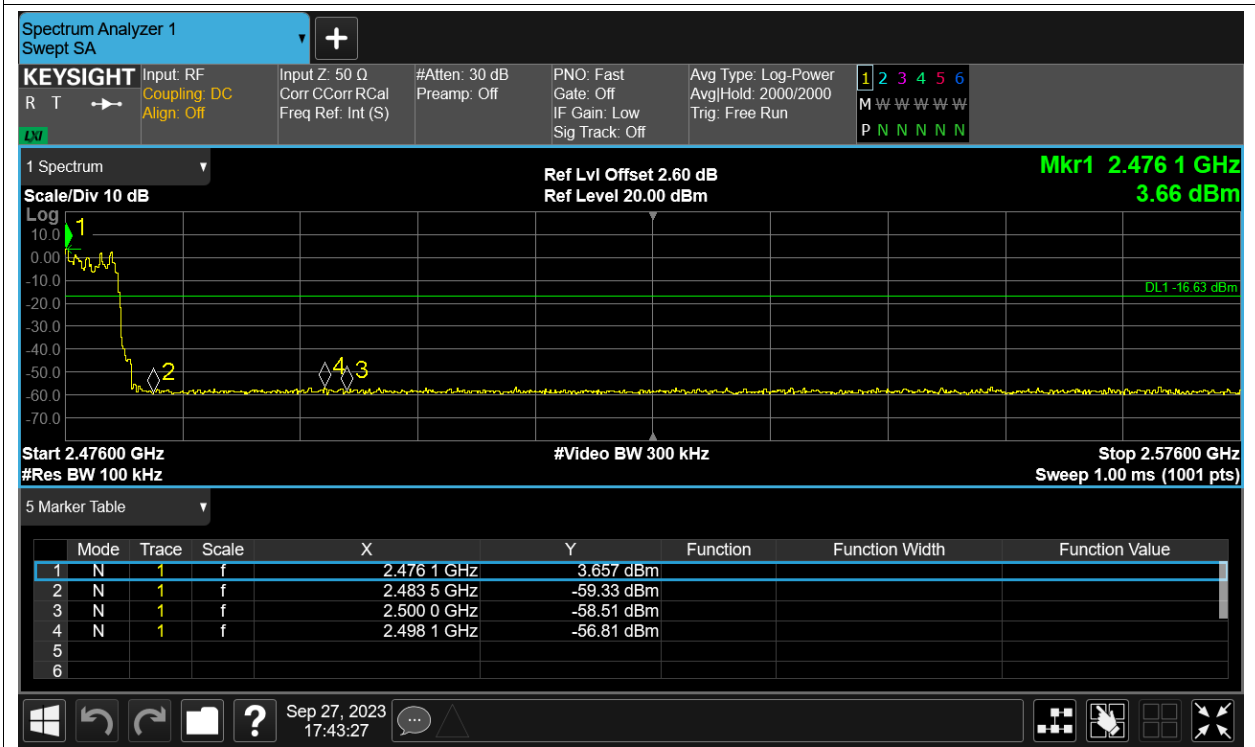 Spectrum Analyzer 1
Swept SA
KEYSIGHT Input: RF Input Z: 50 Ω #Atten: 30 dB PNO: Fast Avg Type: Log-Power 1 2 3 4 5 6
R T Coupling: DC Corr CCorr RCal Preamp: Off Gate: Off Avg|Hold: 2000/2000 M W W W W W
Align: Off Freq Ref: Int (S) IF Gain: Low Trig: Free Run
LXI Sig Track: Off P N N N N N
1 Spectrum Ref Lvl Offset 2.60 dB Mkr1 2.476 1 GHz
Scale/Div 10 dB Ref Level 20.00 dBm 3.66 dBm
Log
1
10.0
0.00
-10.0
DL1 -16.63 dBm
-20.0
-30.0
-40.0
-50.0 2 4 3
-60.0
-70.0
Start 2.47600 GHz #Video BW 300 kHz Stop 2.57600 GHz
#Res BW 100 kHz Sweep 1.00 ms (1001 pts)
5 Marker Table
Mode Trace Scale X Y Function Function Width Function Value
1 N 1 f 2.476 1 GHz 3.657 dBm
2 N 1 f 2.483 5 GHz -59.33 dBm
3 N 1 f 2.500 0 GHz -58.51 dBm
4 N 1 f 2.498 1 GHz -56.81 dBm
5
6
? Sep 27, 2023
17:43:27